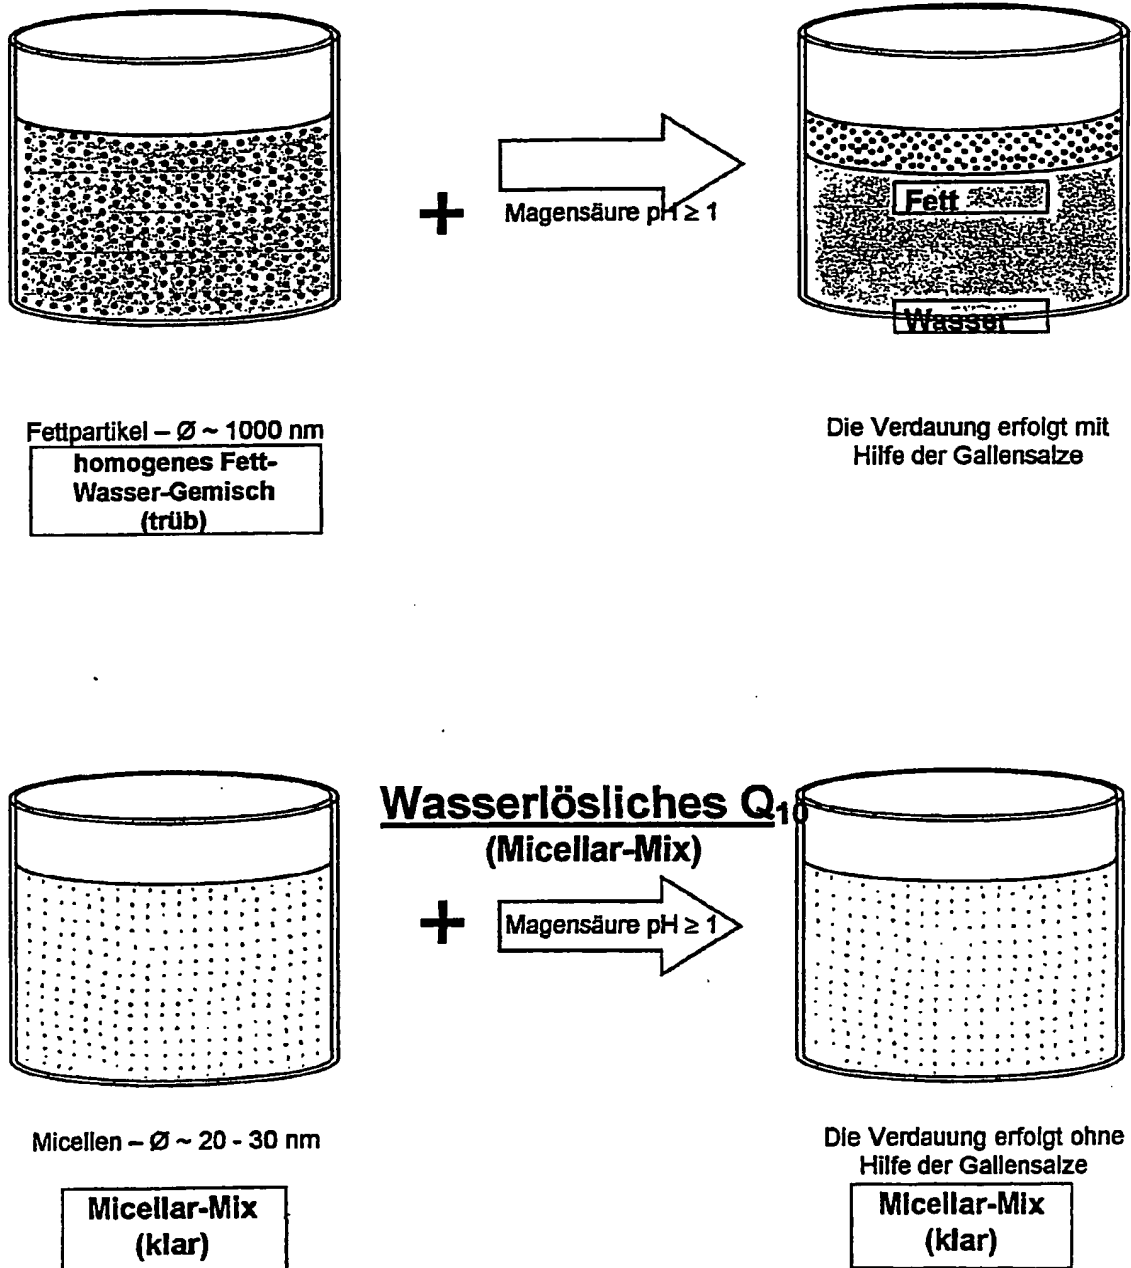 +
Magensäure pH ≥ 1
Fett
Wasser
Fettpartikel – Ø ~ 1000 nm
homogenes Fett-
Wasser-Gemisch
(trüb)
Die Verdauung erfolgt mit
Hilfe der Gallensalze
Wasserlösliches Q₁₀
(Micellar-Mix)
+
Magensäure pH ≥ 1
Micellen – Ø ~ 20 - 30 nm
Micellar-Mix
(klar)
Die Verdauung erfolgt ohne
Hilfe der Gallensalze
Micellar-Mix
(klar)